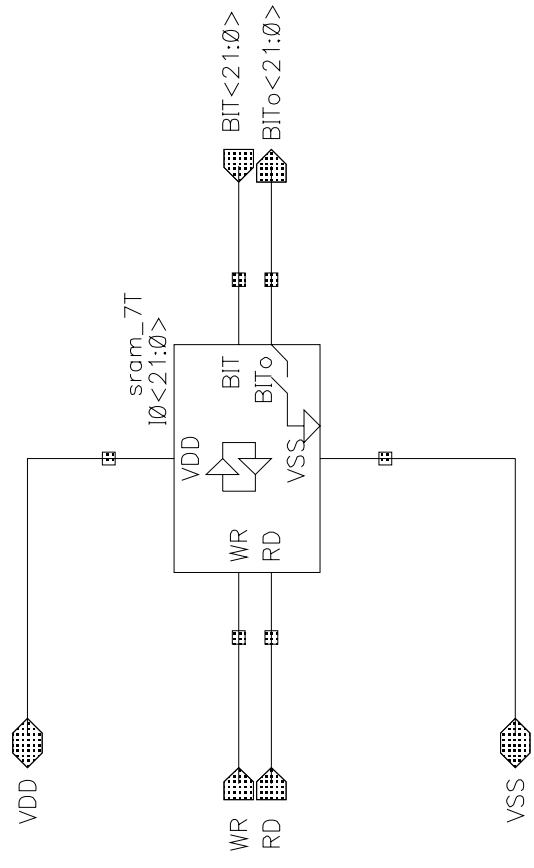 VDD
WR
RD
VSS
sram_7T
I0<21:0>
VDD
WR
RD
BIT
BITo
VSS
BIT<21:0>
BITo<21:0>